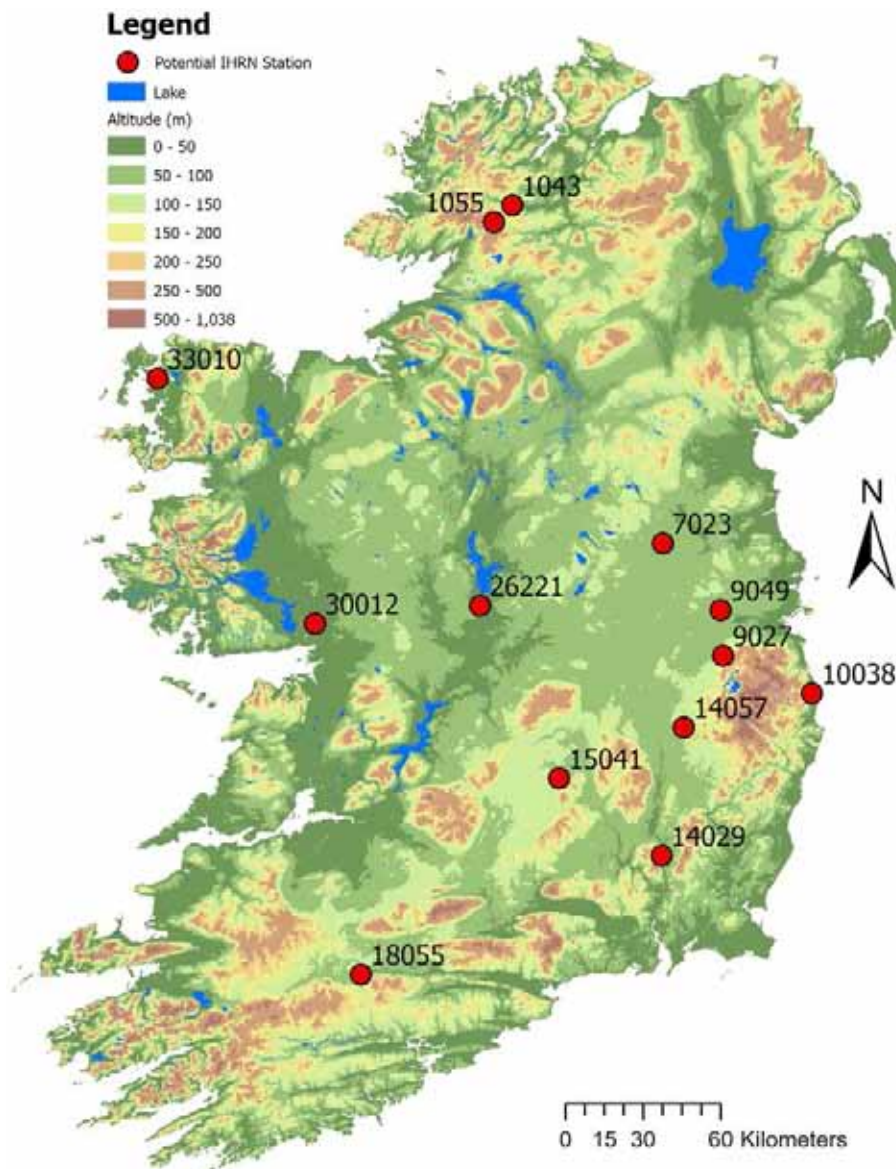 Legend
Potential IHRN Station
Lake
Altitude (m)
0 - 50
50 - 100
100 - 150
150 - 200
200 - 250
250 - 500
500 - 1,038
1043
1055
33010
N
7023
26221
9049
30012
9027
10038
14057
15041
14029
18055
0 15 30 60 Kilometers